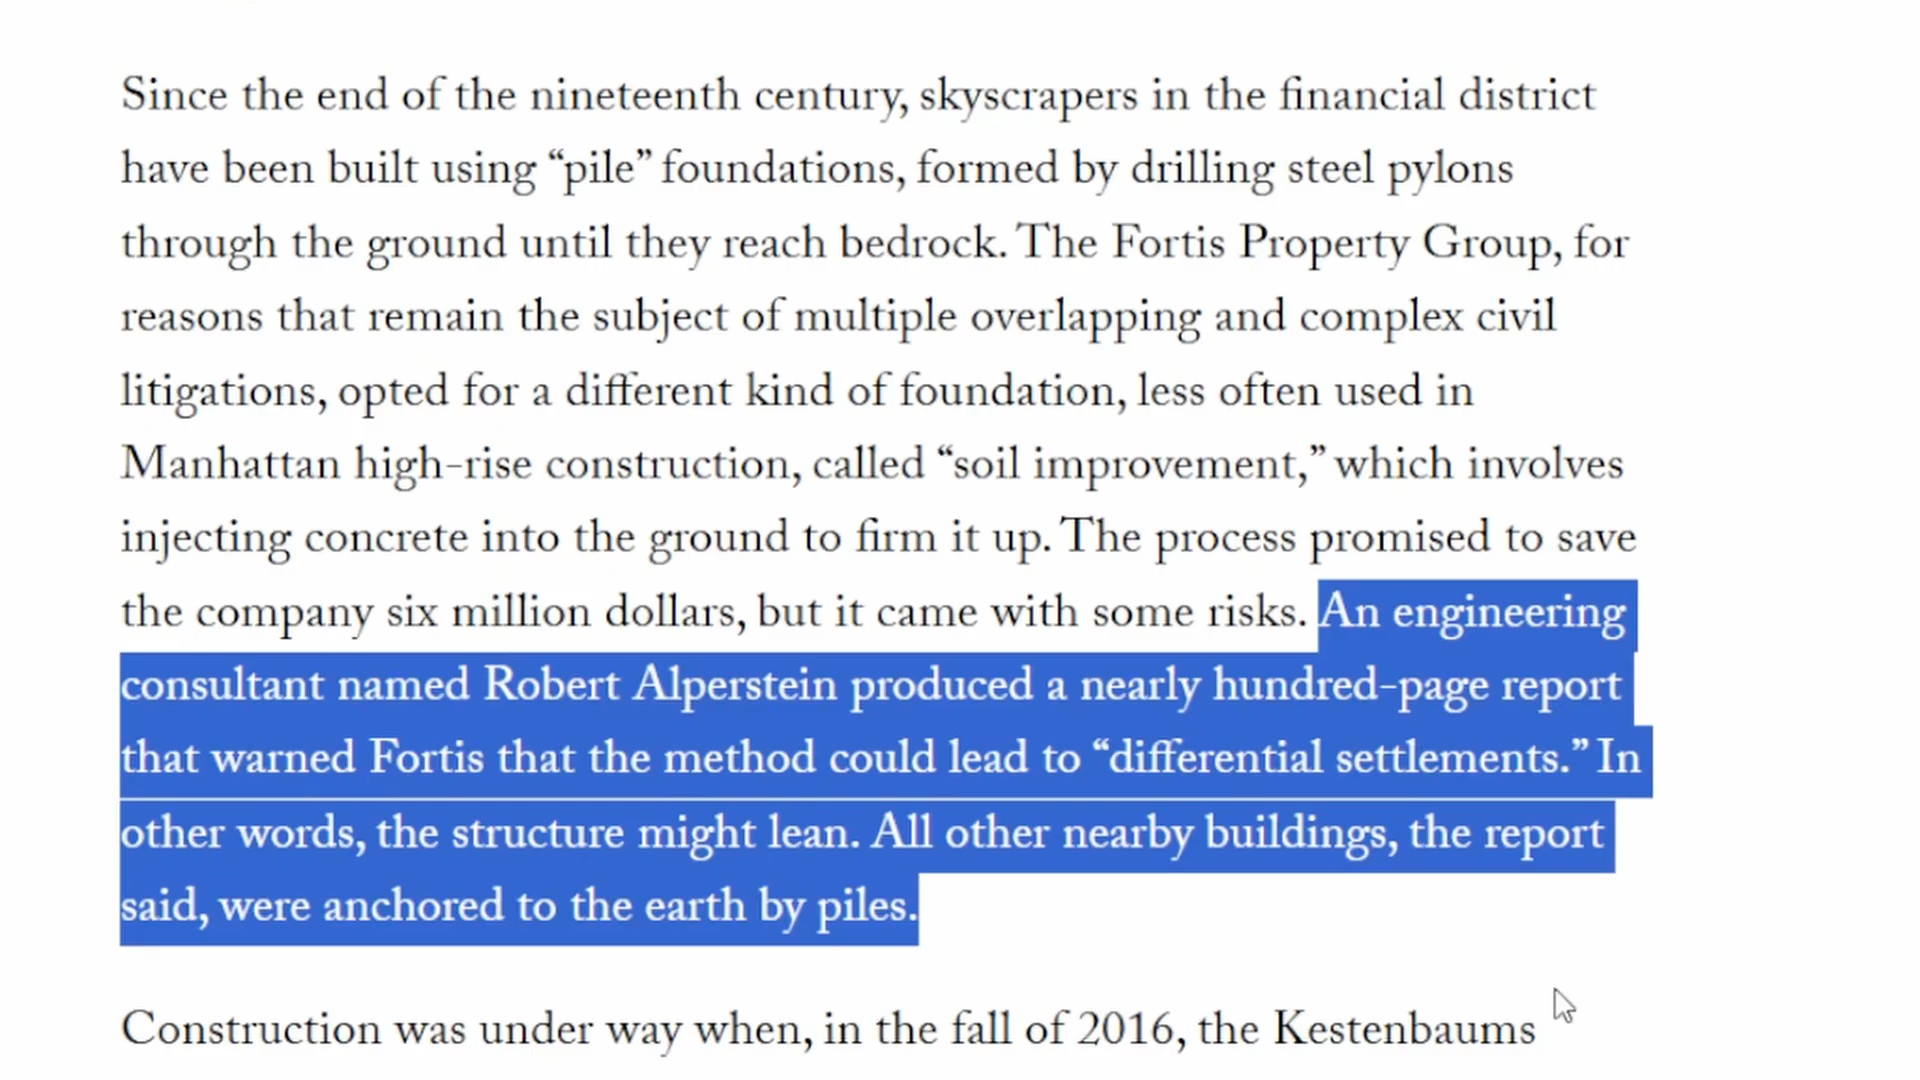 Since the end of the nineteenth century, skyscrapers in the financial district
have been built using “pile” foundations, formed by drilling steel pylons
through the ground until they reach bedrock. The Fortis Property Group, for
reasons that remain the subject of multiple overlapping and complex civil
litigations, opted for a different kind of foundation, less often used in
Manhattan high-rise construction, called “soil improvement,” which involves
injecting concrete into the ground to firm it up. The process promised to save
the company six million dollars, but it came with some risks. An engineering
consultant named Robert Alperstein produced a nearly hundred-page report
that warned Fortis that the method could lead to “differential settlements.” In
other words, the structure might lean. All other nearby buildings, the report
said, were anchored to the earth by piles.
Construction was under way when, in the fall of 2016, the Kestenbaums